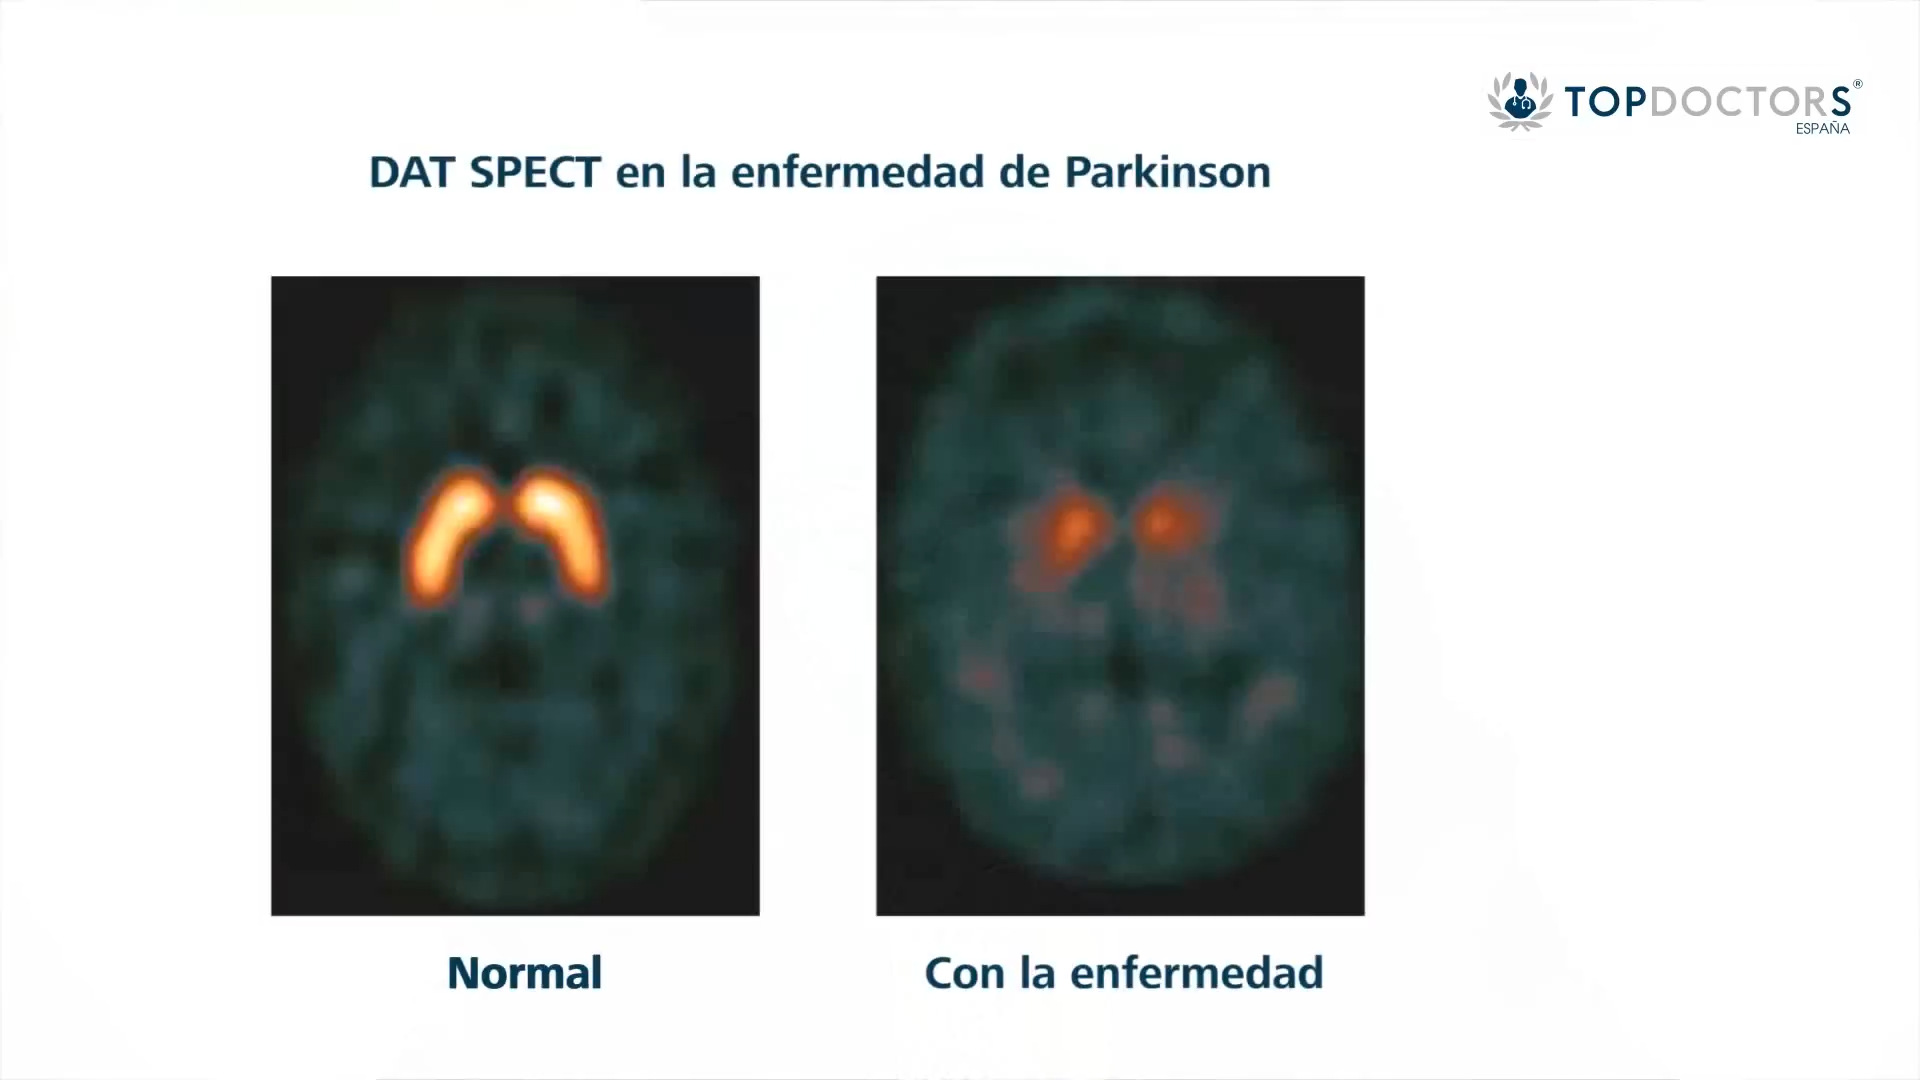 TOPDOCTORS®
ESPAÑA
DAT SPECT en la enfermedad de Parkinson
Normal
Con la enfermedad